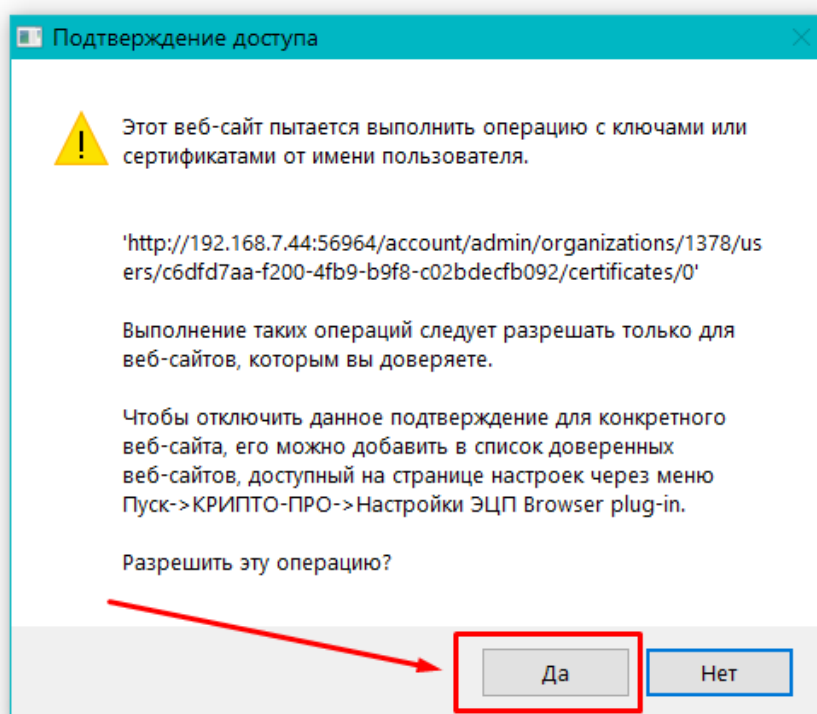 Подтверждение доступа
Этот веб-сайт пытается выполнить операцию с ключами или
сертификатами от имени пользователя.
'http://192.168.7.44:56964/account/admin/organizations/1378/us
ers/c6dfd7aa-f200-4fb9-b9f8-c02bdecfb092/certificates/0'
Выполнение таких операций следует разрешать только для
веб-сайтов, которым вы доверяете.
Чтобы отключить данное подтверждение для конкретного
веб-сайта, его можно добавить в список доверенных
веб-сайтов, доступный на странице настроек через меню
Пуск->КРИПТО-ПРО->Настройки ЭЦП Browser plug-in.
Разрешить эту операцию?
Да
Нет